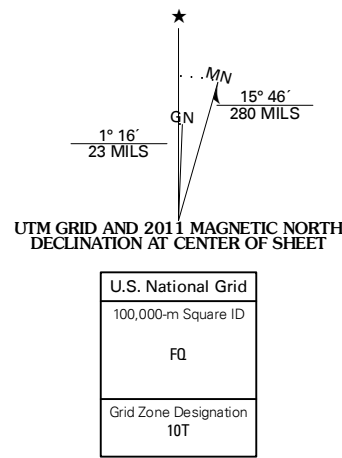 MN
GN
15° 46´
280 MILS
1° 16´
23 MILS
UTM GRID AND 2011 MAGNETIC NORTH
DECLINATION AT CENTER OF SHEET
U.S. National Grid
100,000-m Square ID
FQ
Grid Zone Designation
10T